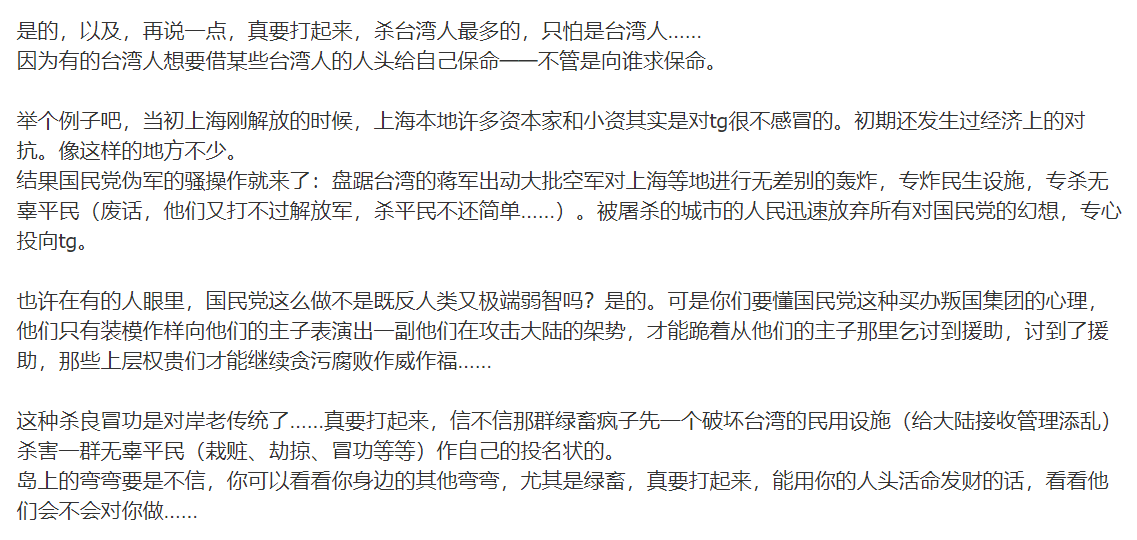 是的，以及，再说一点，真要打起来，杀台湾人最多的，只怕是台湾人……
因为有的台湾人想要借某些台湾人的人头给自己保命——不管是向谁求保命。
举个例子吧，当初上海刚解放的时候，上海本地许多资本家和小资其实是对tg很不感冒的。初期还发生过经济上的对
抗。像这样的地方不少。
结果国民党伪军的骚操作就来了：盘踞台湾的蒋军出动大批空军对上海等地进行无差别的轰炸，专炸民生设施，专杀无
辜平民（废话，他们又打不过解放军，杀平民不还简单……）。被屠杀的城市的人民迅速放弃所有对国民党的幻想，专心
投向tg。
也许在有的人眼里，国民党这么做不是既反人类又极端弱智吗？是的。可是你们要懂国民党这种买办叛国集团的心理，
他们只有装模作样向他们的主子表演出一副他们在攻击大陆的架势，才能跪着从他们的主子那里乞讨到援助，讨到了援
助，那些上层权贵们才能继续贪污腐败作威作福……
这种杀良冒功是对岸老传统了……真要打起来，信不信那群绿畜疯子先一个破坏台湾的民用设施（给大陆接收管理添乱）
杀害一群无辜平民（栽赃、劫掠、冒功等等）作自己的投名状的。
岛上的弯弯要是不信，你可以看看你身边的其他弯弯，尤其是绿畜，真要打起来，能用你的人头活命发财的话，看看他
们会不会对你做……